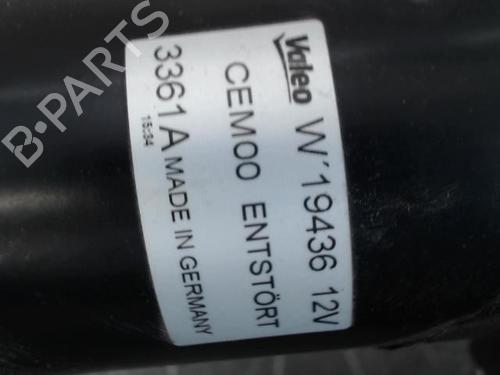 Valeo W´19436 12V
CEMOO ENTSTÖRT
3361A MADE IN GERMANY
15:34
B-PARTS